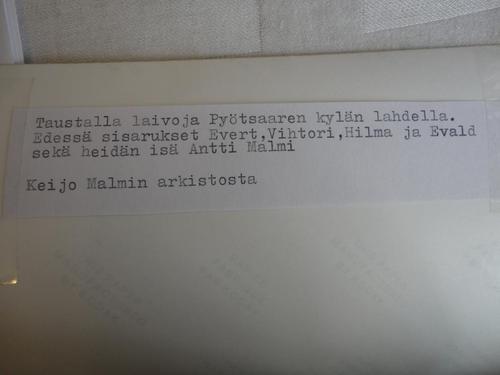 Taustalla laivoja Pyötsaaren kylän lahdella.
Edessä sisarukset Evert,Vihtori,Hilma ja Evald
sekä heidän isä Antti Malmi
Keijo Malmin arkistosta